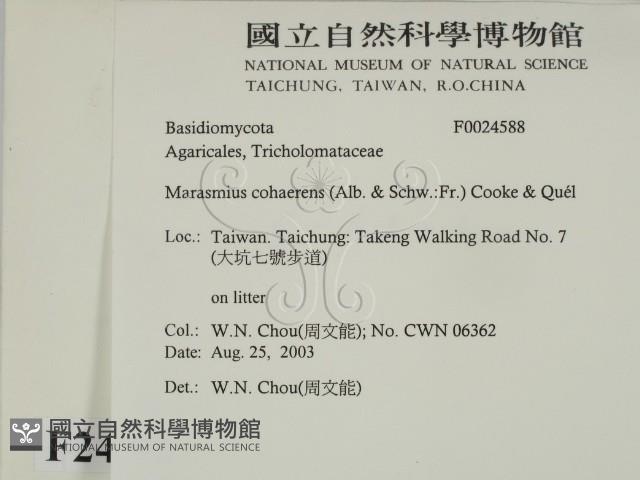 國立自然科學博物館
NATIONAL MUSEUM OF NATURAL SCIENCE
TAICHUNG, TAIWAN, R.O.CHINA
Basidiomycota F0024588
Agaricales, Tricholomataceae
Marasmius cohaerens (Alb. & Schw.:Fr.) Cooke & Quél
Loc.: Taiwan. Taichung: Takeng Walking Road No. 7
(大坑七號步道)
on litter
Col.: W.N. Chou(周文能); No. CWN 06362
Date: Aug. 25, 2003
Det.: W.N. Chou(周文能)
國立自然科學博物館
NATIONAL MUSEUM OF NATURAL SCIENCE
F24